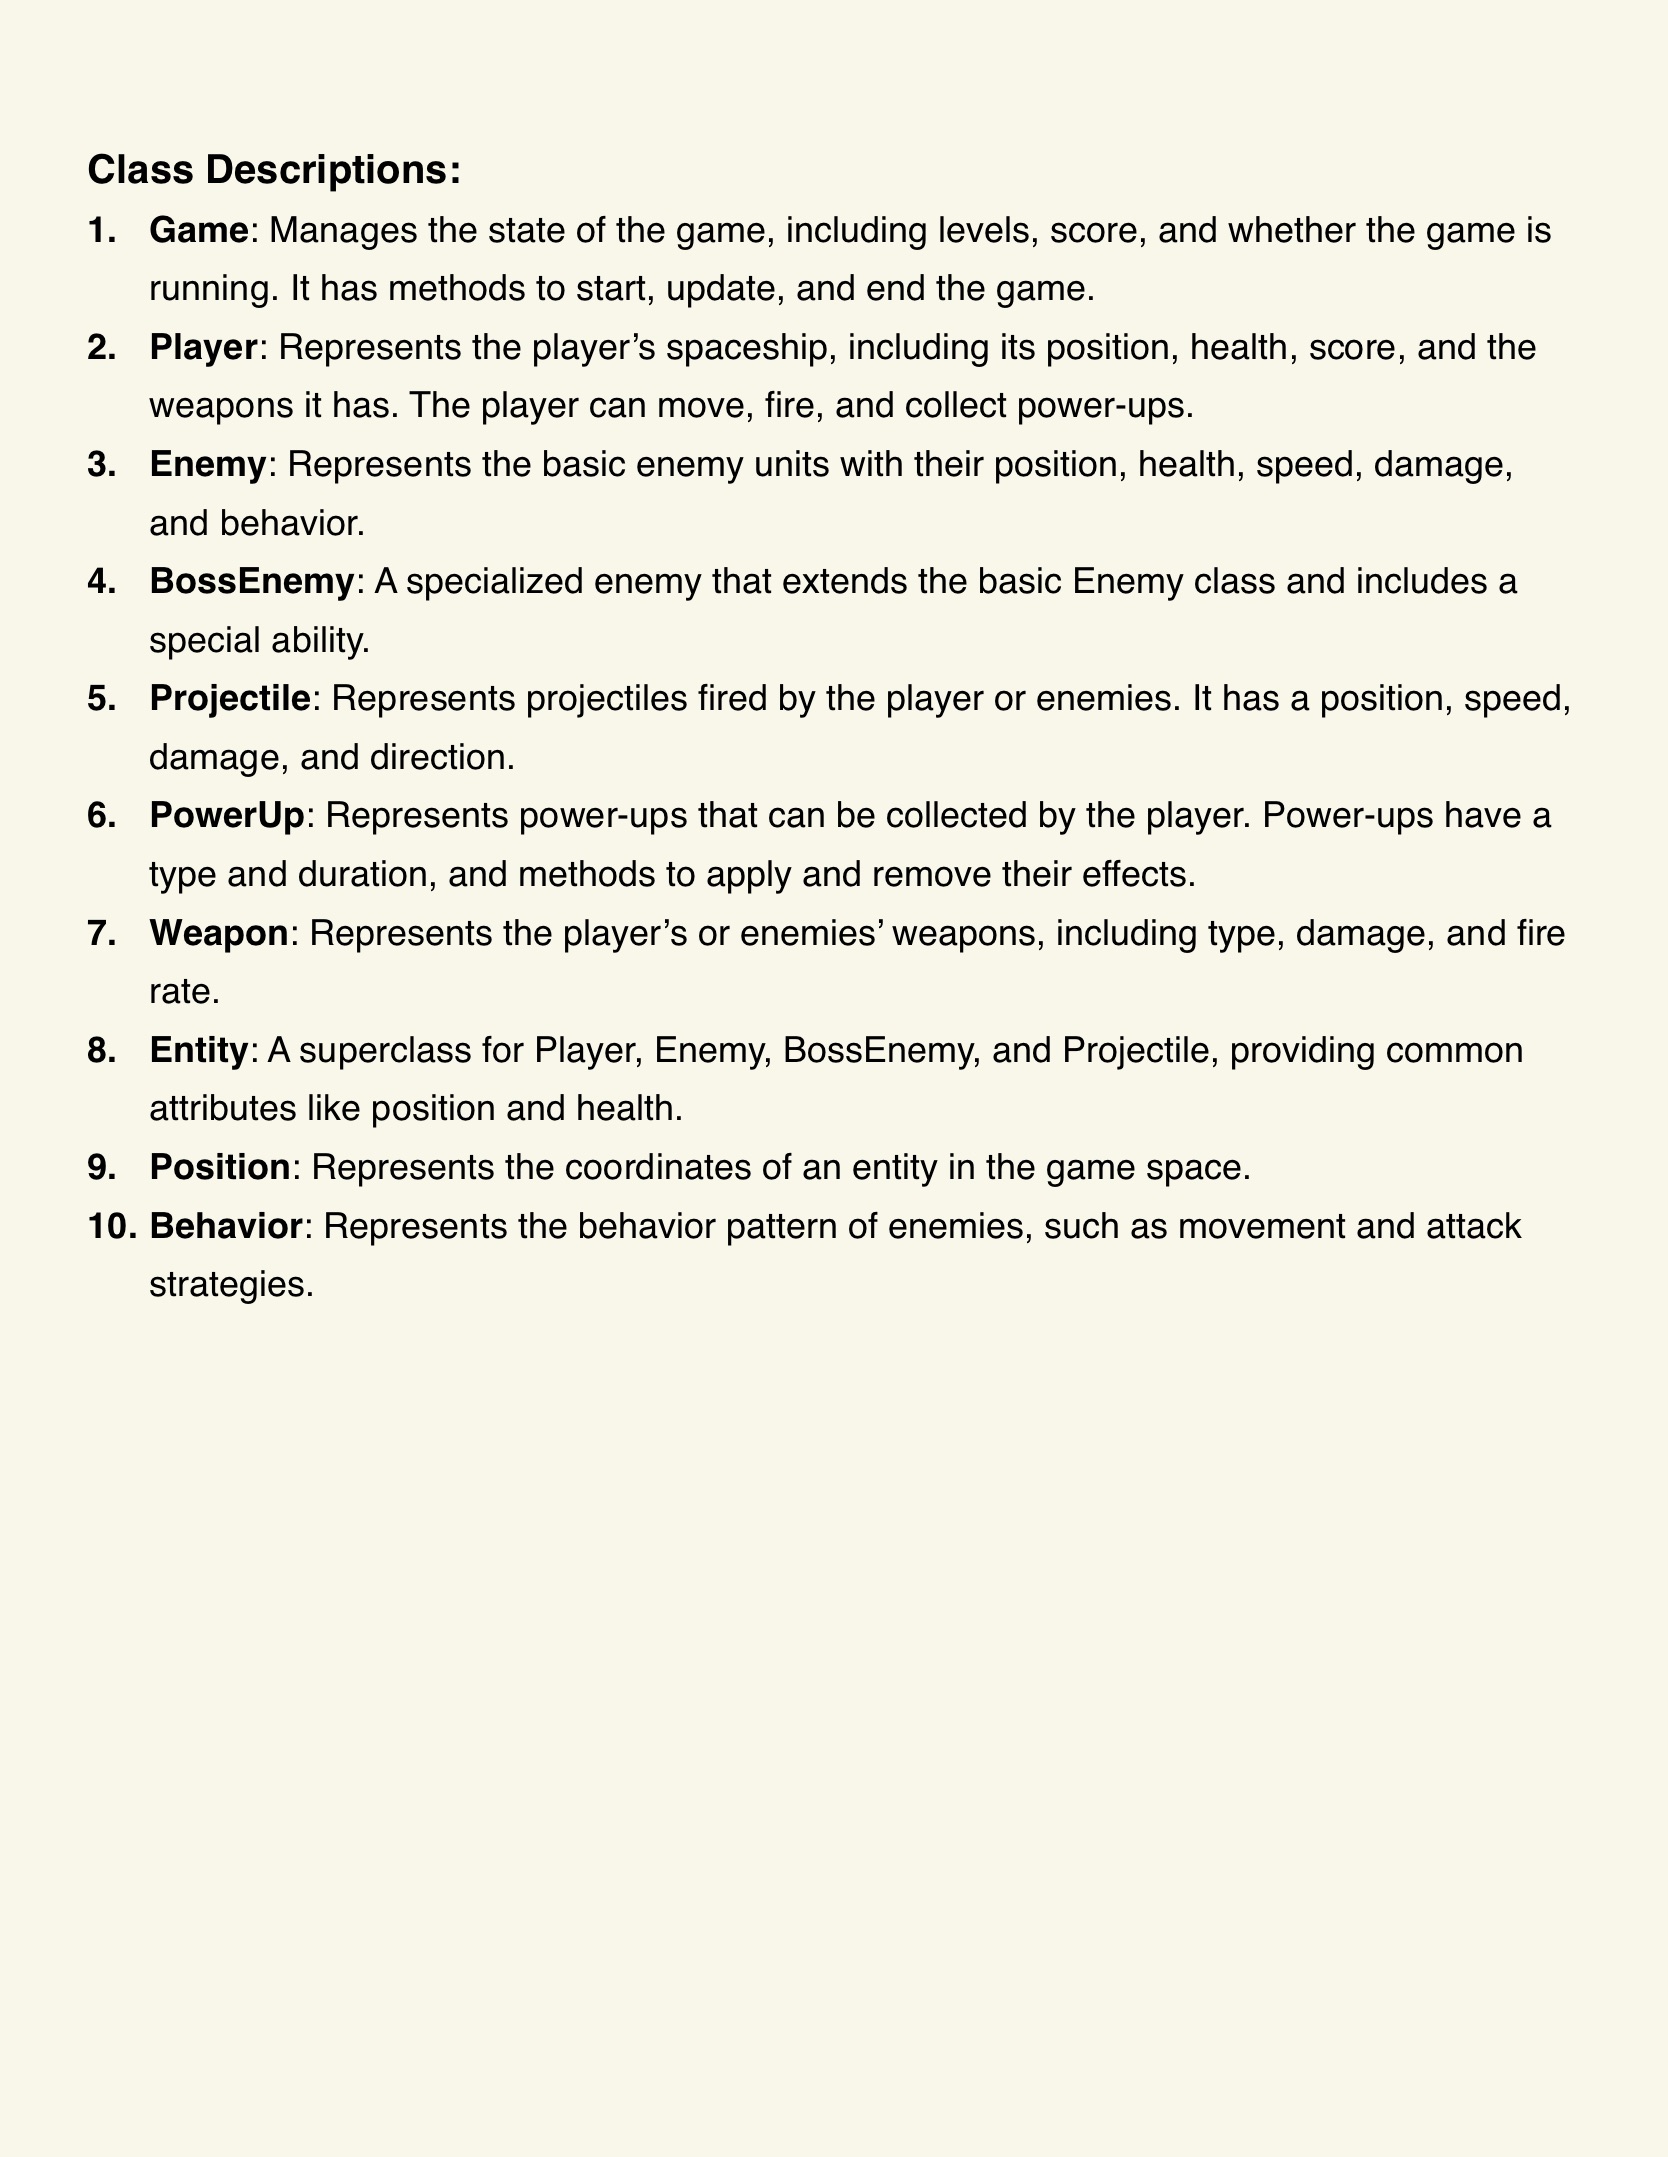 Class Descriptions:
1. Game: Manages the state of the game, including levels, score, and whether the game is
running. It has methods to start, update, and end the game.
2. Player: Represents the player’s spaceship, including its position, health, score, and the
weapons it has. The player can move, fire, and collect power-ups.
3. Enemy: Represents the basic enemy units with their position, health, speed, damage,
and behavior.
4. BossEnemy: A specialized enemy that extends the basic Enemy class and includes a
special ability.
5. Projectile: Represents projectiles fired by the player or enemies. It has a position, speed,
damage, and direction.
6. PowerUp: Represents power-ups that can be collected by the player. Power-ups have a
type and duration, and methods to apply and remove their effects.
7. Weapon: Represents the player’s or enemies’ weapons, including type, damage, and fire
rate.
8. Entity: A superclass for Player, Enemy, BossEnemy, and Projectile, providing common
attributes like position and health.
9. Position: Represents the coordinates of an entity in the game space.
10. Behavior: Represents the behavior pattern of enemies, such as movement and attack
strategies.